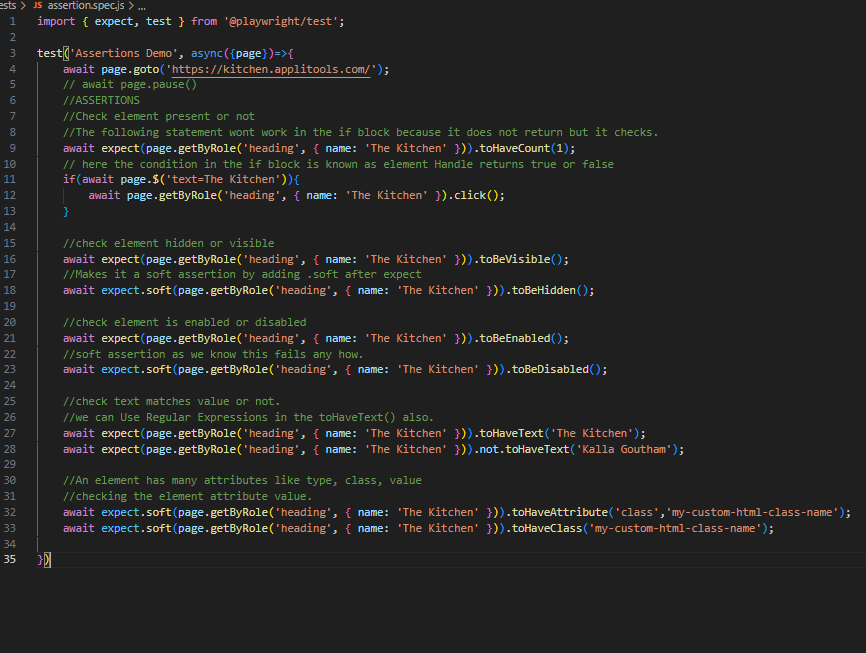 ests > JS assertion.spec.js > ...
1 import { expect, test } from '@playwright/test';
2
3 test('Assertions Demo', async({page})=>{
4 await page.goto('https://kitchen.applitools.com/');
5 // await page.pause()
6 //ASSERTIONS
7 //Check element present or not
8 //The following statement wont work in the if block because it does not return but it checks.
9 await expect(page.getByRole('heading', { name: 'The Kitchen' })).toHaveCount(1);
10 // here the condition in the if block is known as element Handle returns true or false
11 if(await page.$('text=The Kitchen')){
12 await page.getByRole('heading', { name: 'The Kitchen' }).click();
13 }
14
15 //check element hidden or visible
16 await expect(page.getByRole('heading', { name: 'The Kitchen' })).toBeVisible();
17 //Makes it a soft assertion by adding .soft after expect
18 await expect.soft(page.getByRole('heading', { name: 'The Kitchen' })).toBeHidden();
19
20 //check element is enabled or disabled
21 await expect(page.getByRole('heading', { name: 'The Kitchen' })).toBeEnabled();
22 //soft assertion as we know this fails any how.
23 await expect.soft(page.getByRole('heading', { name: 'The Kitchen' })).toBeDisabled();
24
25 //check text matches value or not.
26 //we can Use Regular Expressions in the toHaveText() also.
27 await expect(page.getByRole('heading', { name: 'The Kitchen' })).toHaveText('The Kitchen');
28 await expect(page.getByRole('heading', { name: 'The Kitchen' })).not.toHaveText('Kalla Goutham');
29
30 //An element has many attributes like type, class, value
31 //checking the element attribute value.
32 await expect.soft(page.getByRole('heading', { name: 'The Kitchen' })).toHaveAttribute('class','my-custom-html-class-name');
33 await expect.soft(page.getByRole('heading', { name: 'The Kitchen' })).toHaveClass('my-custom-html-class-name');
34
35 })